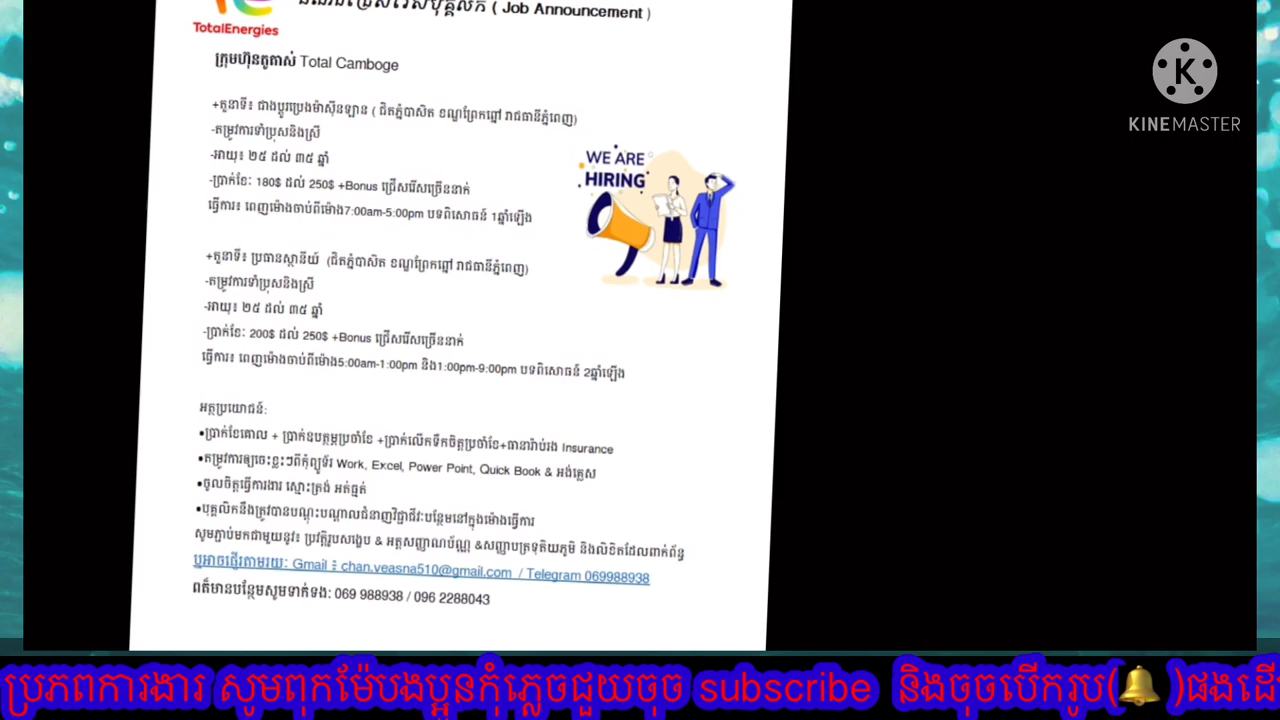 ( Job Announcement )
TotalEnergies
ក្រុមហ៊ុនតូតាល់ Total Camboge
+តួនាទី៖ ជាងប្ដូរប្រេងម៉ាស៊ីនឡាន ( ជិតភ្នំបាសិត ខណ្ឌព្រែកព្នៅ រាជធានីភ្នំពេញ)
-តម្រូវការទាំប្រុសនិងស្រី
-អាយុ៖ ២៥ ដល់ ៣៥ ឆ្នាំ
-ប្រាក់ខែ: 180$ ដល់ 250$ +Bonus ជ្រើសរើសច្រើននាក់
ធ្វើការ៖ ពេញម៉ោងចាប់ពីម៉ោង7:00am-5:00pm បទពិសោធន៍ 1ឆ្នាំឡើង
WE ARE
HIRING
+តួនាទី៖ ប្រធានស្ថានីយ៍ (ជិតភ្នំបាសិត ខណ្ឌព្រែកព្នៅ រាជធានីភ្នំពេញ)
-តម្រូវការទាំប្រុសនិងស្រី
-អាយុ៖ ២៥ ដល់ ៣៥ ឆ្នាំ
-ប្រាក់ខែ: 200$ ដល់ 250$ +Bonus ជ្រើសរើសច្រើននាក់
ធ្វើការ៖ ពេញម៉ោងចាប់ពីម៉ោង5:00am-1:00pm និង1:00pm-9:00pm បទពិសោធន៍ 2ឆ្នាំឡើង
អត្ថប្រយោជន៍:
•ប្រាក់ខែគោល + ប្រាក់ឧបត្ថម្ភប្រចាំខែ +ប្រាក់លើកទឹកចិត្តប្រចាំខែ+ធានារ៉ាប់រង Insurance
•តម្រូវការឲ្យចេះខ្លះៗពីកុំព្យូទ័រ Work, Excel, Power Point, Quick Book & អង់គ្លេស
•ចូលចិត្តធ្វើការងារ ស្មោះត្រង់ អត់ធ្មត់
•បុគ្គលិកនឹងត្រូវបានបណ្ដុះបណ្ដាលជំនាញវិជ្ជាជីវៈបន្ថែមនៅក្នុងម៉ោងធ្វើការ
សូមភ្ជាប់មកជាមួយនូវ៖ ប្រវត្តិរូបសង្ខេប & អត្តសញ្ញាណប័ណ្ណ &សញ្ញាបត្រទុតិយភូមិ និងលិខិតដែលពាក់ព័ន្ធ
ឬអាចផ្ញើរតាមរយៈ Gmail ៖ chan.veasna510@gmail.com / Telegram 069988938
ពត៌មានបន្ថែមសូមទាក់ទង: 069 988938 / 096 2288043
KINEMASTER
ប្រភពការងារ សូមពុកម៉ែបងប្អូនកុំភ្លេចជួយចុច subscribe និងចុចបើករូប(🔔)ផងដើ